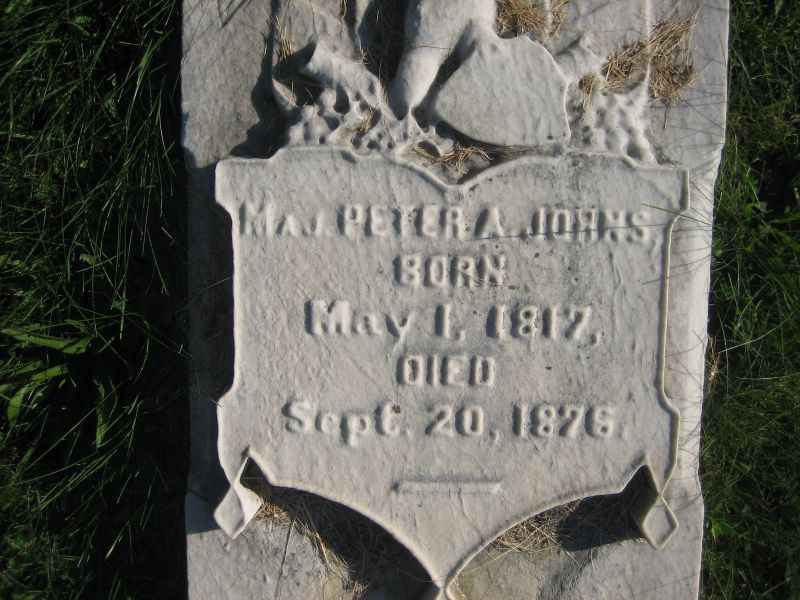 MAJ. PETER A. JOHNS,
BORN
May 1, 1817,
DIED
Sept. 20, 1876.